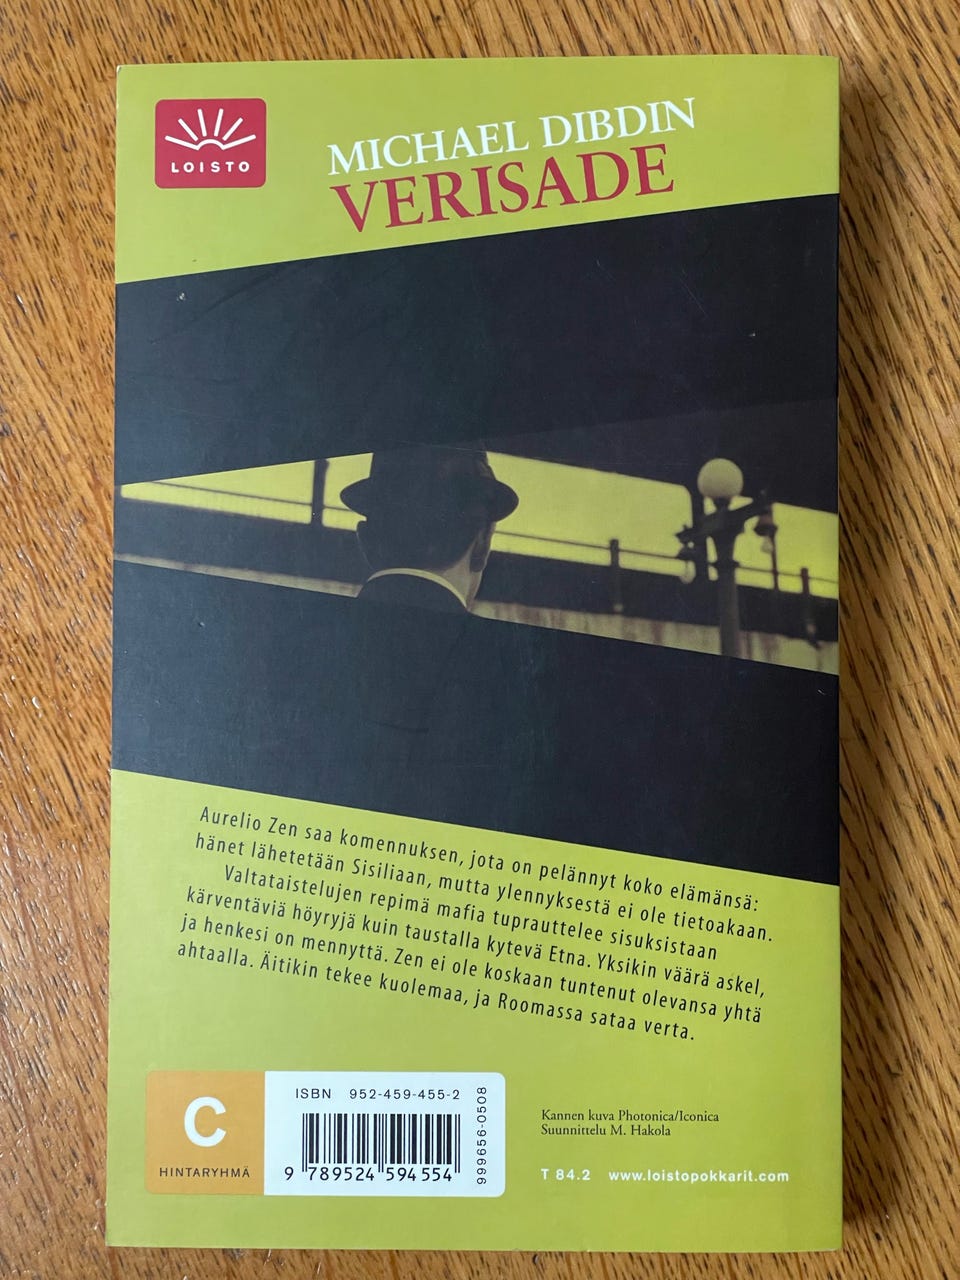 LOISTO
MICHAEL DIBDIN
VERISADE
Aurelio Zen saa komennuksen, jota on pelännyt koko elämänsä:
hänet lähetetään Sisiliaan, mutta ylennyksestä ei ole tietoakaan.
Valtataistelujen repimä mafia tuprauttelee sisuksistaan
kärventäviä höyryjä kuin taustalla kytevä Etna. Yksikin väärä askel,
ja henkesi on mennyttä. Zen ei ole koskaan tuntenut olevansa yhtä
ahtaalla. Äitikin tekee kuolemaa, ja Roomassa sataa verta.
C
HINTARYHMÄ
ISBN 952-459-455-2
9 789524 594554
999656-0508
Kannen kuva Photonica/Iconica
Suunnittelu M. Hakola
T 84.2 www.loistopokkarit.com